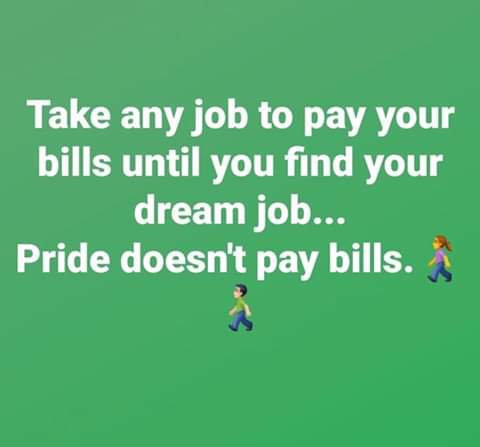 Take any job to pay your
bills until you find your
dream job...
Pride doesn't pay bills. 🚶‍♀️
🚶‍♂️